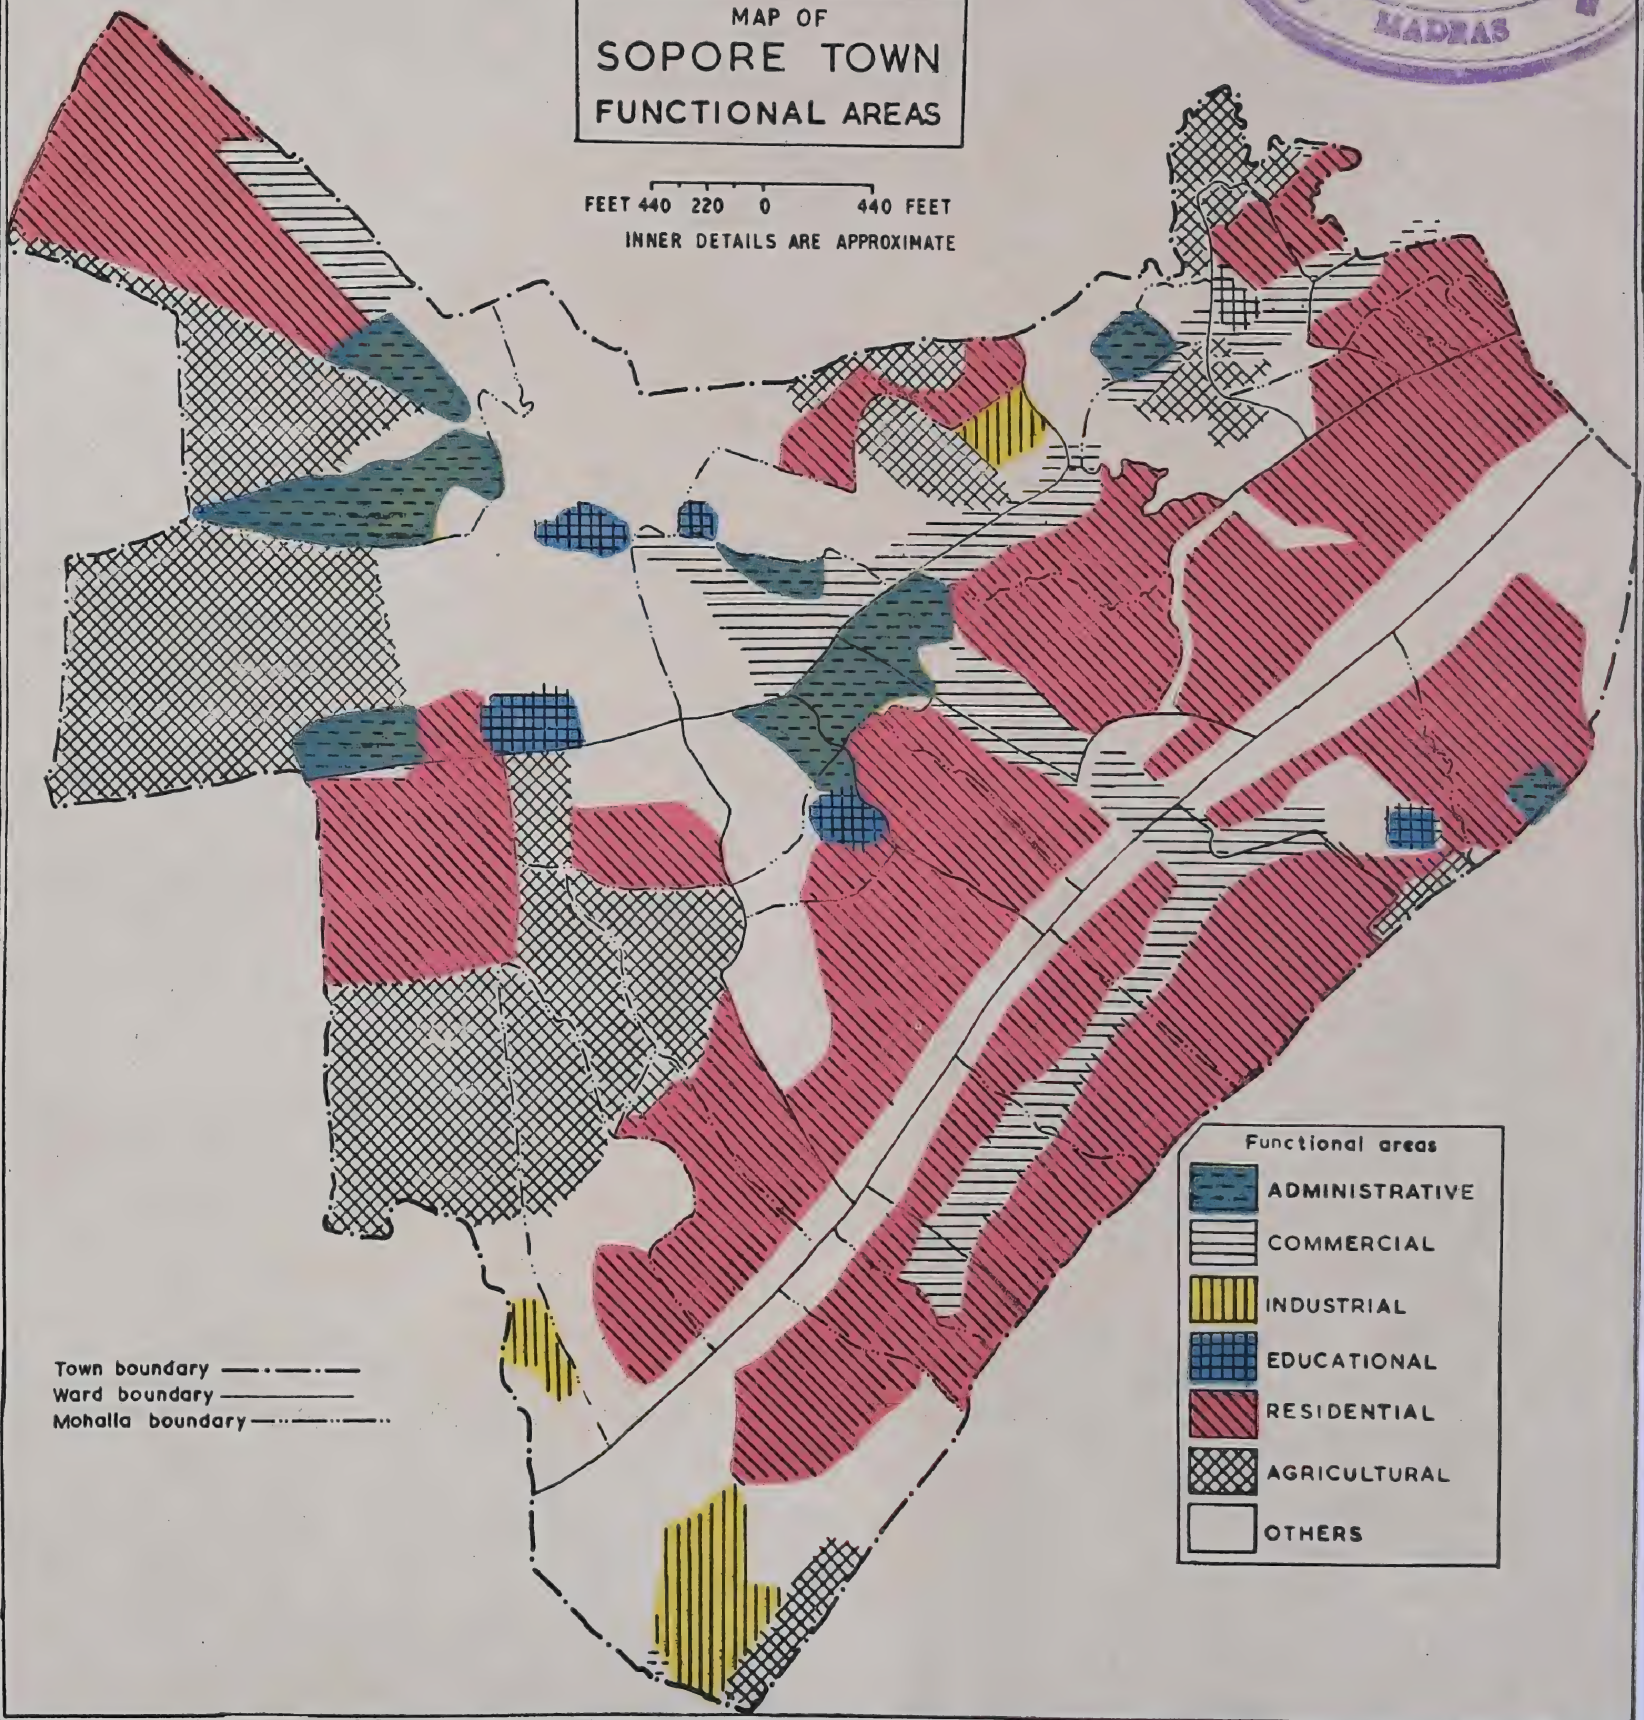 MAP OF
SOPORE TOWN
FUNCTIONAL AREAS
MADRAS
FEET 440 220 0 440 FEET
INNER DETAILS ARE APPROXIMATE
Functional areas
ADMINISTRATIVE
COMMERCIAL
INDUSTRIAL
EDUCATIONAL
RESIDENTIAL
AGRICULTURAL
OTHERS
Town boundary
Ward boundary
Mohalla boundary